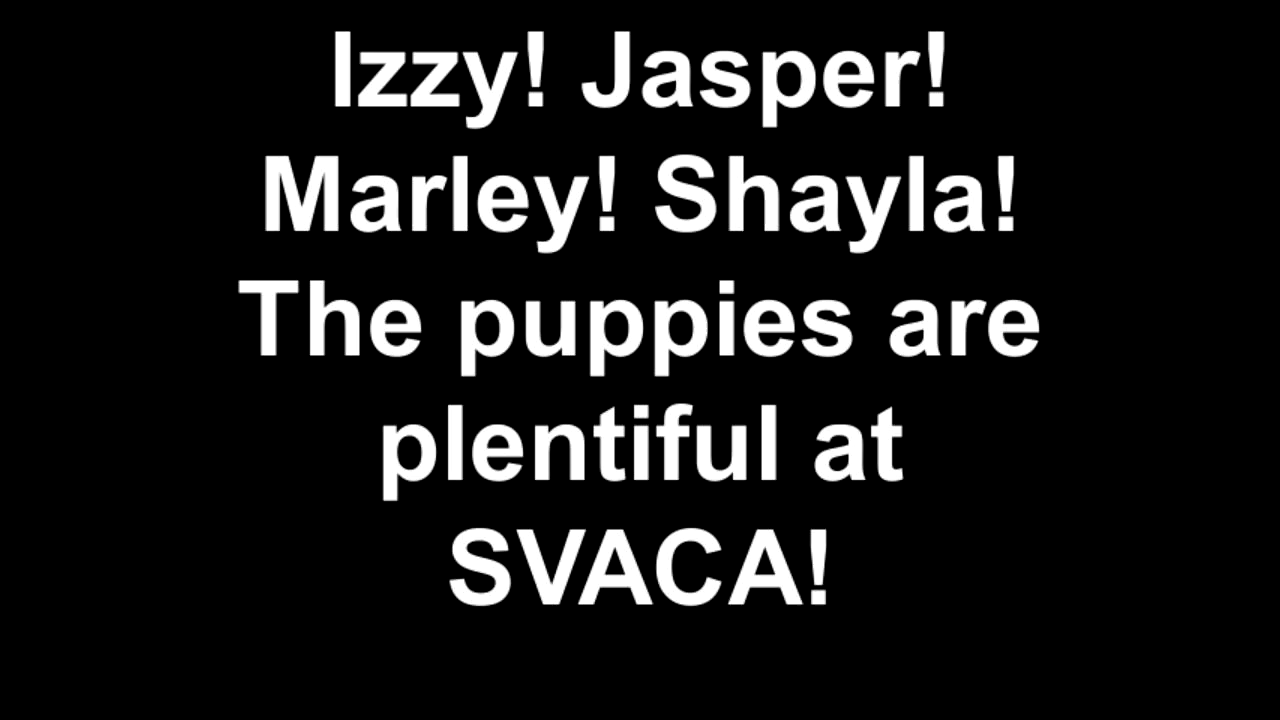 Izzy! Jasper!
Marley! Shayla!
The puppies are
plentiful at
SVACA!